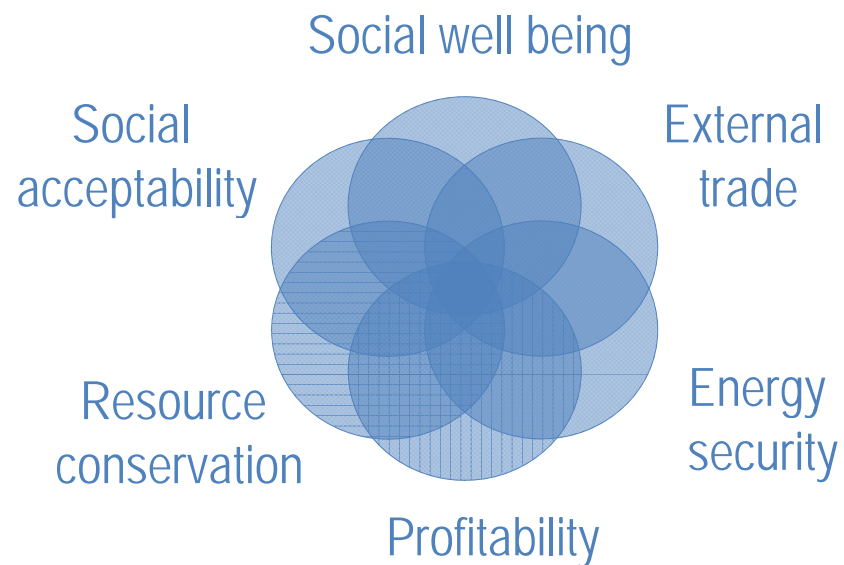 Social well being
Social
acceptability
External
trade
Resource
conservation
Energy
security
Profitability